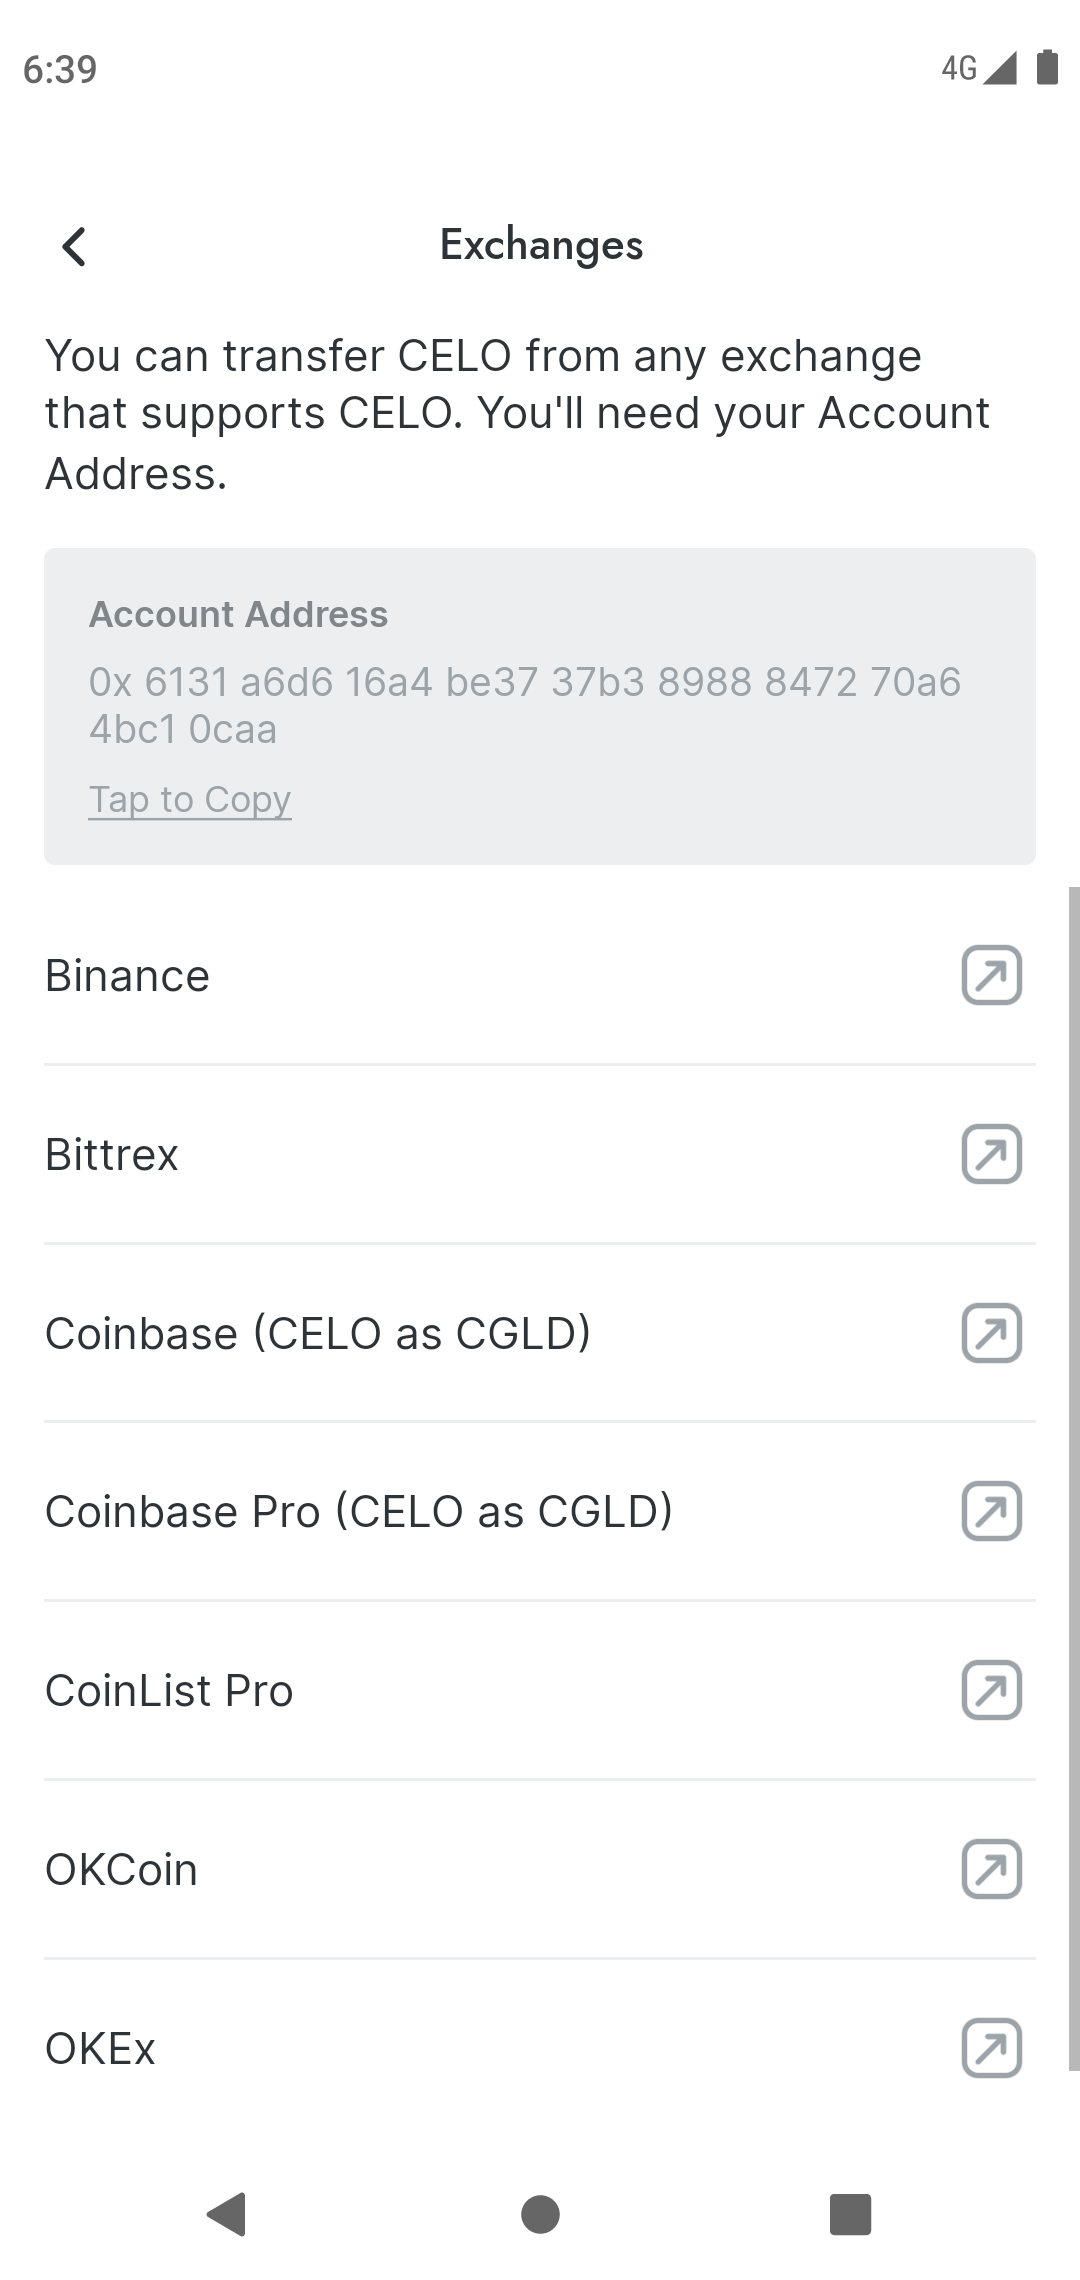 6:39
4G
Exchanges
You can transfer CELO from any exchange
that supports CELO. You'll need your Account
Address.
Account Address
0x 6131 a6d6 16a4 be37 37b3 8988 8472 70a6
4bc1 0caa
Tap to Copy
Binance
Bittrex
Coinbase (CELO as CGLD)
Coinbase Pro (CELO as CGLD)
CoinList Pro
OKCoin
OKEx